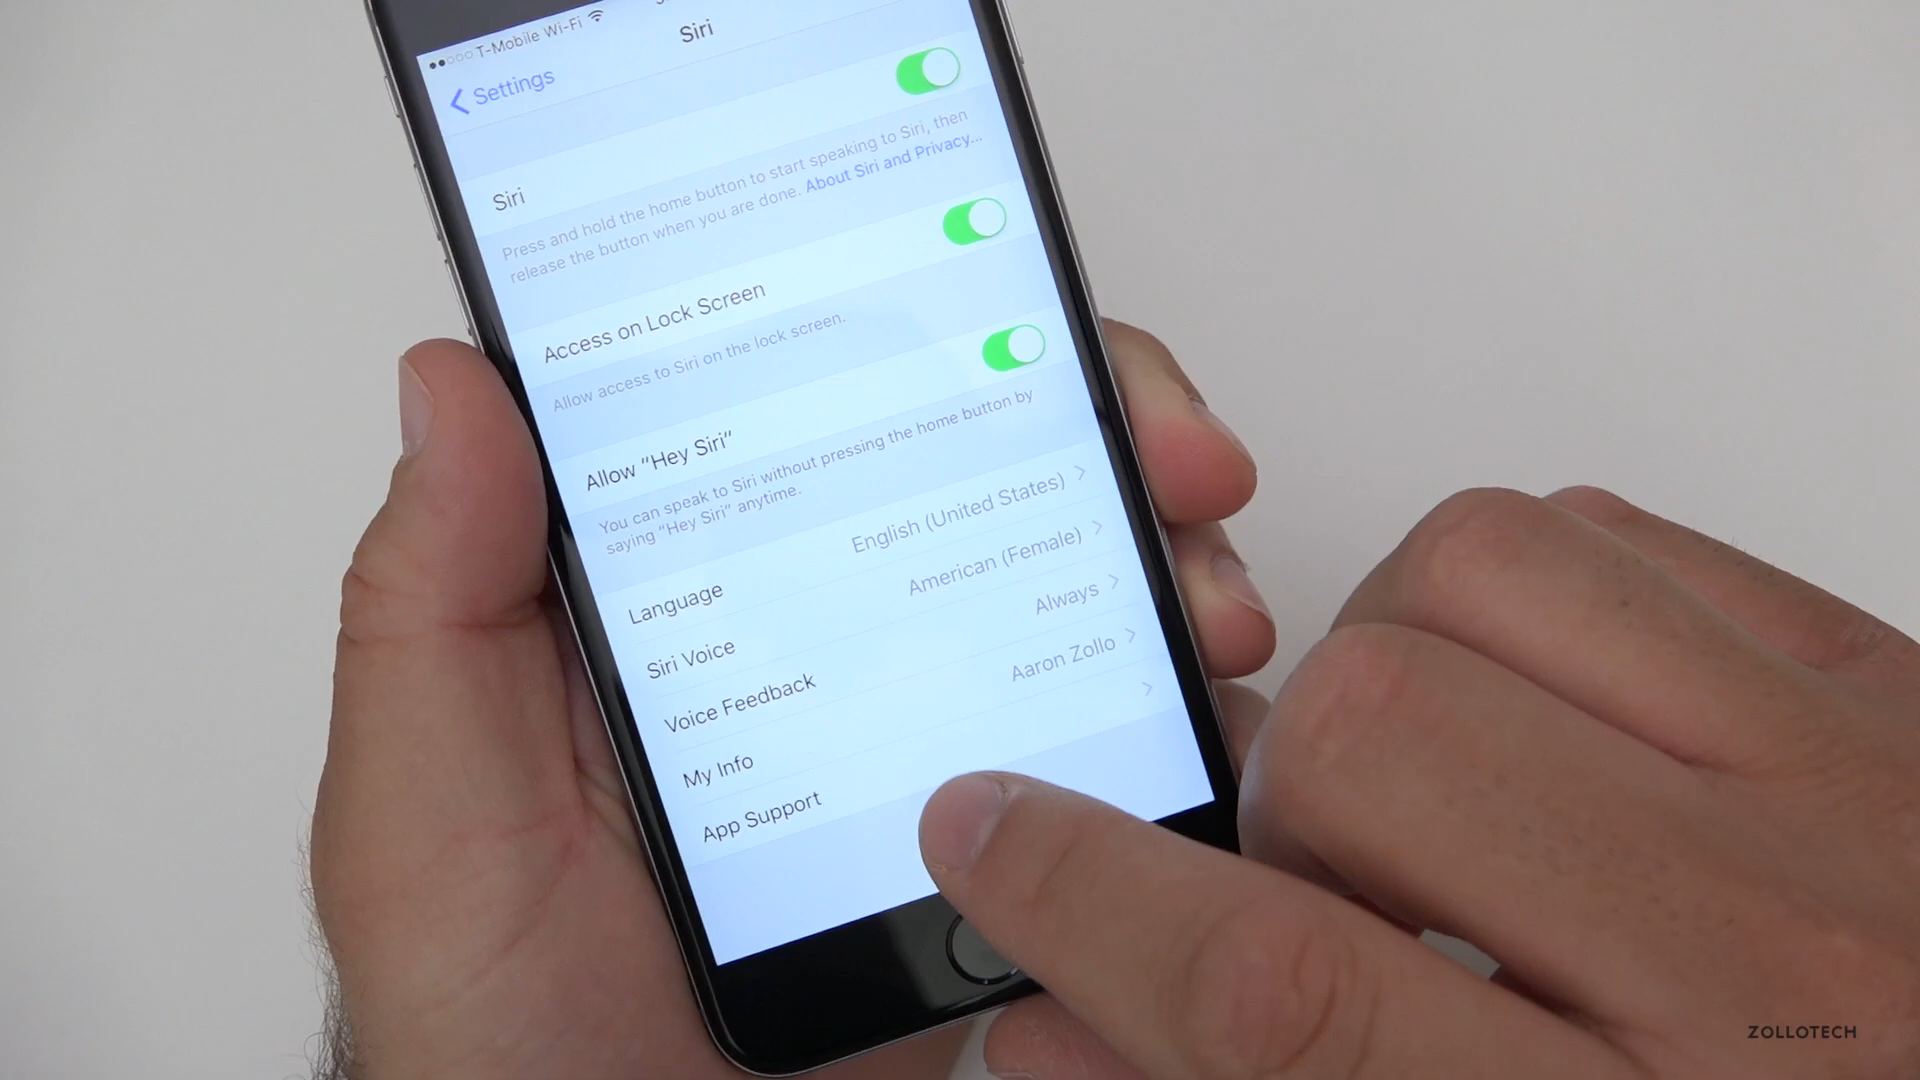 T-Mobile Wi-Fi
Siri
Settings
Siri
Press and hold the home button to start speaking to Siri, then
release the button when you are done. About Siri and Privacy...
Access on Lock Screen
Allow access to Siri on the lock screen.
Allow "Hey Siri"
You can speak to Siri without pressing the home button by
saying "Hey Siri" anytime.
Language English (United States)
Siri Voice American (Female)
Voice Feedback Always
My Info Aaron Zollo
App Support
ZOLLOTECH